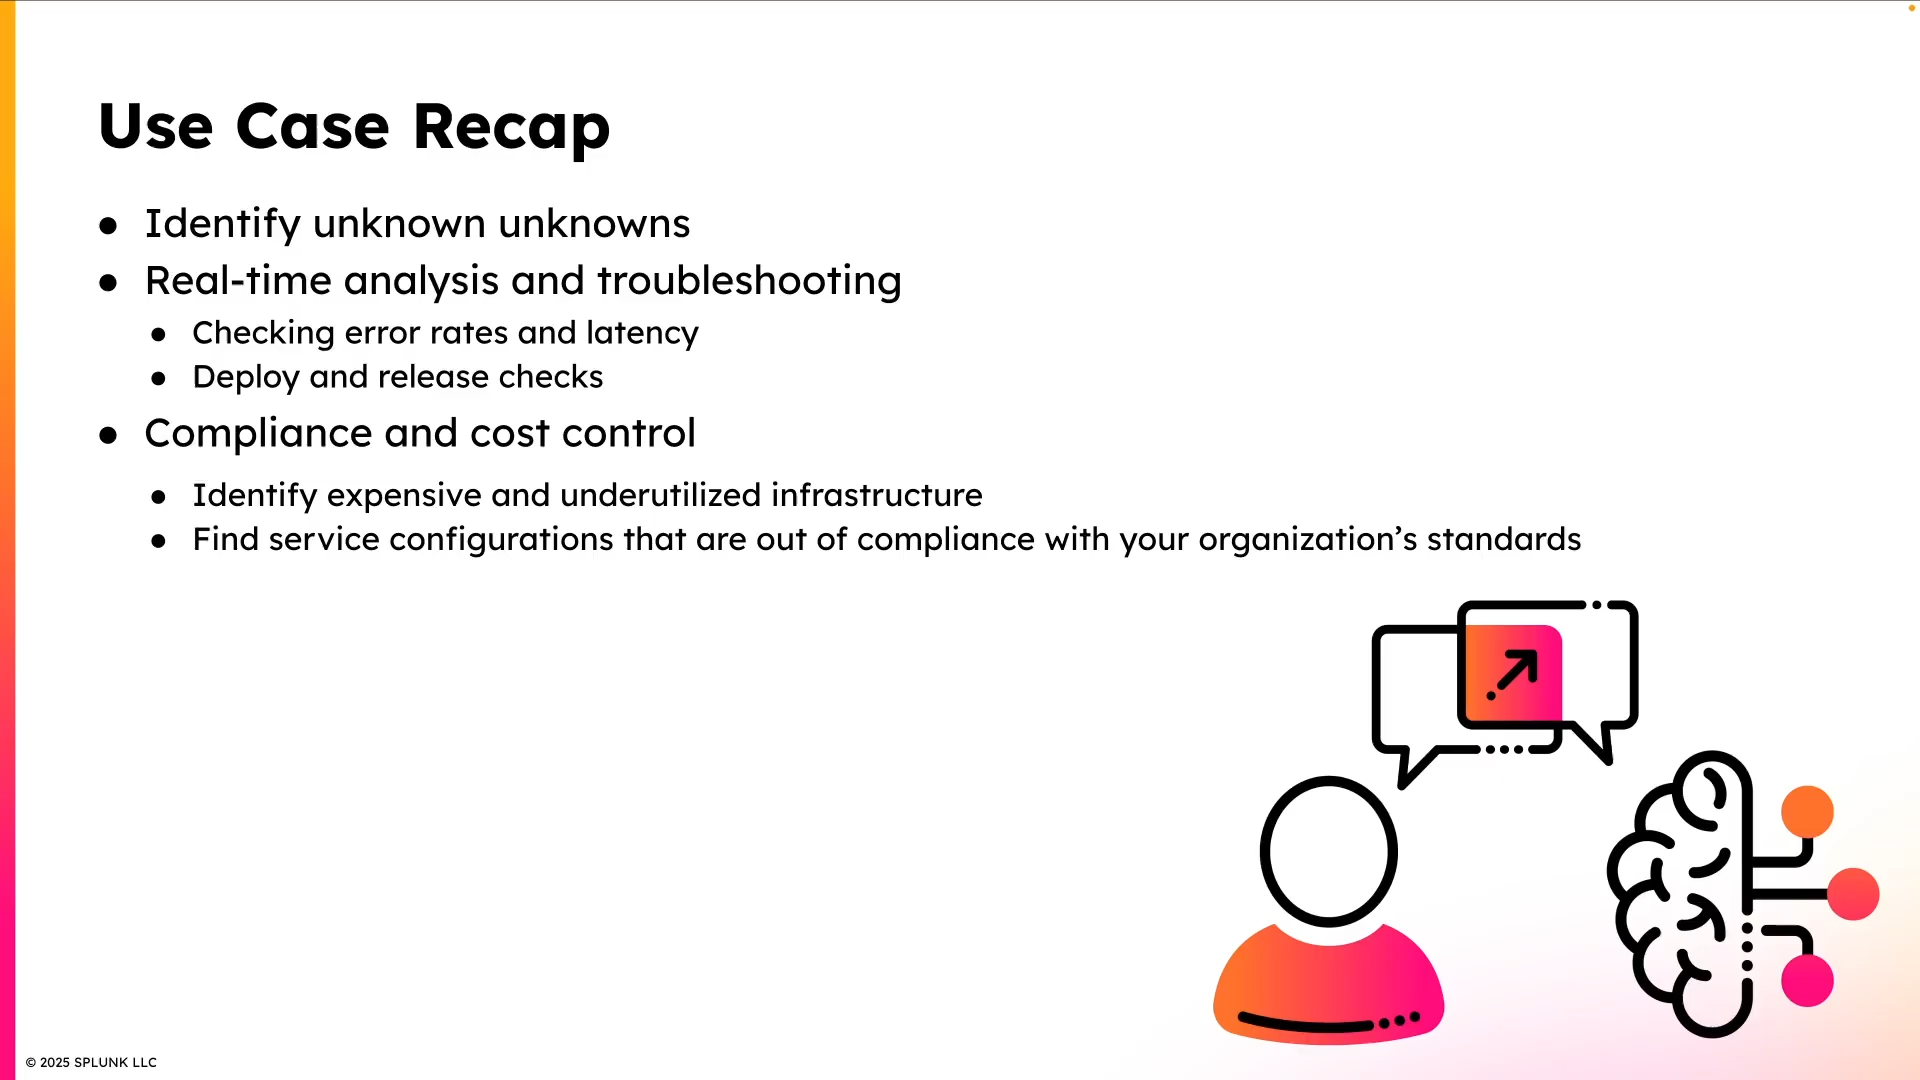 Use Case Recap
● Identify unknown unknowns
● Real-time analysis and troubleshooting
● Checking error rates and latency
● Deploy and release checks
● Compliance and cost control
● Identify expensive and underutilized infrastructure
● Find service configurations that are out of compliance with your organization’s standards
© 2025 SPLUNK LLC